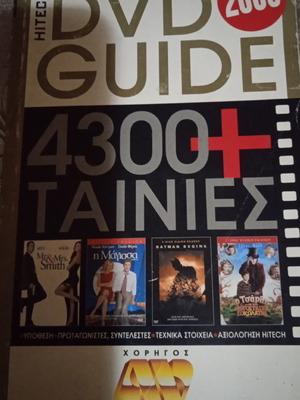 HITECH
DVD
GUIDE
4300+
ΤΑΙΝΙΕΣ
Mr.&Mrs.
Smith
η Μάγισσα
BATMAN BEGINS
ο Τσάρλι
•ΥΠΟΘΕΣΗ•ΠΡΩΤΑΓΩΝΙΣΤΕΣ, ΣΥΝΤΕΛΕΣΤΕΣ•ΤΕΧΝΙΚΑ ΣΤΟΙΧΕΙΑ•ΑΞΙΟΛΟΓΗΣΗ HITECH
ΧΟΡΗΓΟΣ